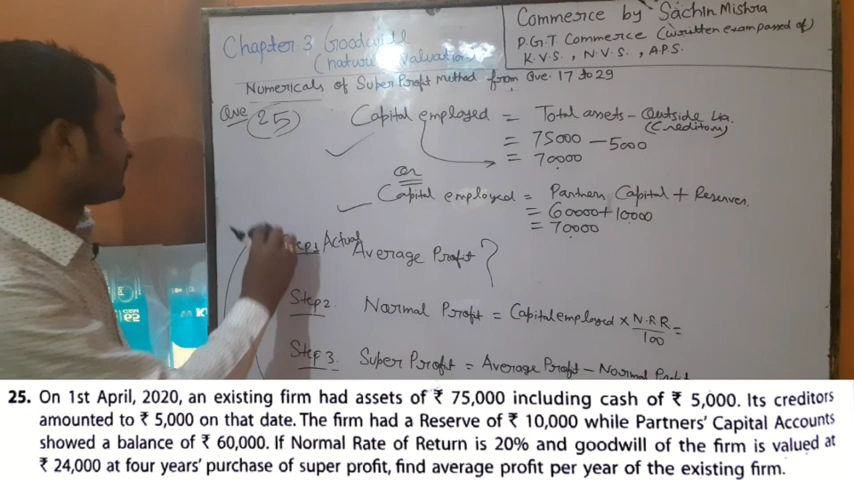 Commerce by Sachin Mishra
P.G.T. Commerce (written exam passed of)
K.V.S., N.V.S., A.P.S.
Chapter 3 Goodwill
(nature & valuation)
Numericals of Super Profit Method from Que. 17 to 29
Que 25 Capital employed = Total assets - Outside Lia.
(Creditors)
= 75000 - 5000
= 70000
or
Capital employed = Partners Capital + Reserves
= 60000 + 10000
= 70000
Step 1 Actual Average Profit ?
Step 2. Normal Profit = Capital employed × N.R.R / 100 =
Step 3. Super Profit = Average Profit - Normal Profit
25. On 1st April, 2020, an existing firm had assets of ₹ 75,000 including cash of ₹ 5,000. Its creditors
amounted to ₹ 5,000 on that date. The firm had a Reserve of ₹ 10,000 while Partners' Capital Accounts
showed a balance of ₹ 60,000. If Normal Rate of Return is 20% and goodwill of the firm is valued at
₹ 24,000 at four years' purchase of super profit, find average profit per year of the existing firm.